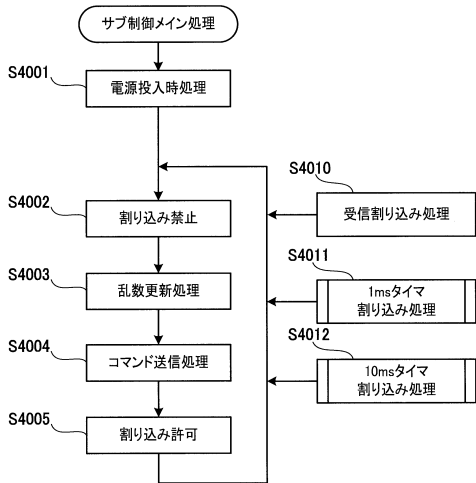 サブ制御メイン処理
S4001
電源投入時処理
S4002
割り込み禁止
S4003
乱数更新処理
S4004
コマンド送信処理
S4005
割り込み許可
S4010
受信割り込み処理
S4011
1msタイマ
割り込み処理
S4012
10msタイマ
割り込み処理